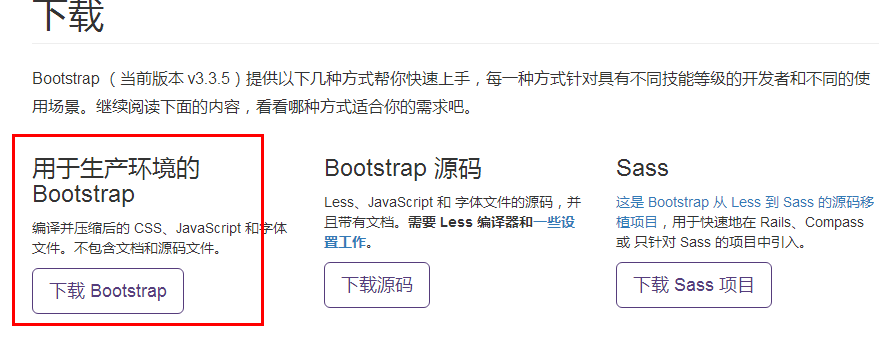 下载
Bootstrap （当前版本 v3.3.5）提供以下几种方式帮你快速上手，每一种方式针对具有不同技能等级的开发者和不同的使
用场景。继续阅读下面的内容，看看哪种方式适合你的需求吧。
用于生产环境的
Bootstrap
编译并压缩后的 CSS、JavaScript 和字体
文件。不包含文档和源码文件。
下载 Bootstrap
Bootstrap 源码
Less、JavaScript 和 字体文件的源码，并
且带有文档。需要 Less 编译器和一些设
置工作。
下载源码
Sass
这是 Bootstrap 从 Less 到 Sass 的源码移
植项目，用于快速地在 Rails、Compass
或 只针对 Sass 的项目中引入。
下载 Sass 项目